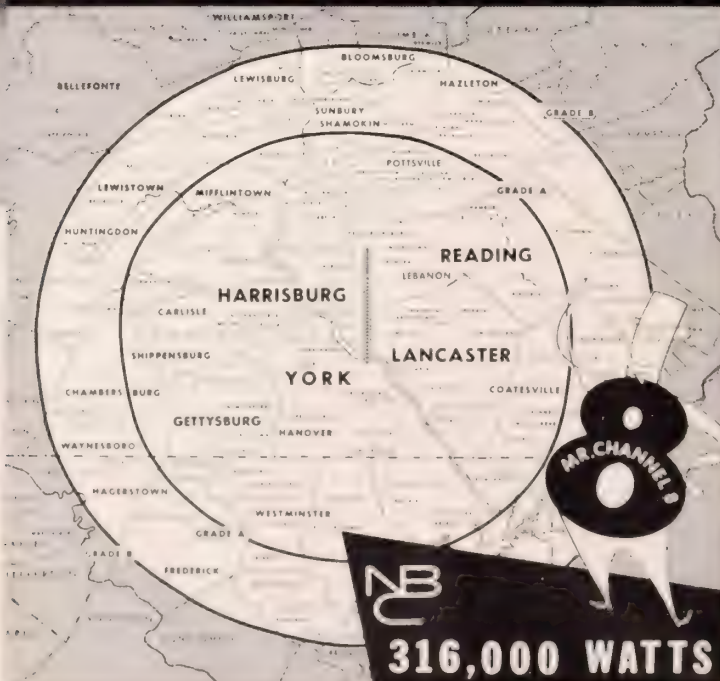 WILLIAMSPORT
BLOOMSBURG
LEWISBURG
BELLEFONTE
HAZLETON
SUNBURY
GRADE B
SHAMOKIN
POTTSVILLE
LEWISTOWN
MIFFLINTOWN
GRADE A
HUNTINGDON
READING
LEBANON
HARRISBURG
CARLISLE
SHIPPENSBURG
LANCASTER
YORK
COATESVILLE
CHAMBERSBURG
GETTYSBURG
HANOVER
WAYNESBORO
8
MR. CHANNEL 8
HAGERSTOWN
WESTMINSTER
GRADE A
GRADE B
FREDERICK
NBC
316,000 WATTS